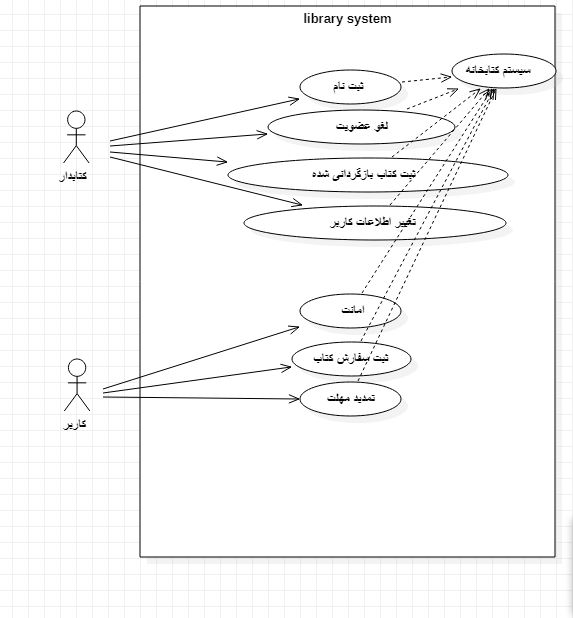 library system
سیستم کتابخانه
ثبت نام
لغو عضویت
ثبت کتاب بازگردانی شده
تغییر اطلاعات کاربر
کتابدار
امانت
ثبت سفارش کتاب
تمدید مهلت
کاربر